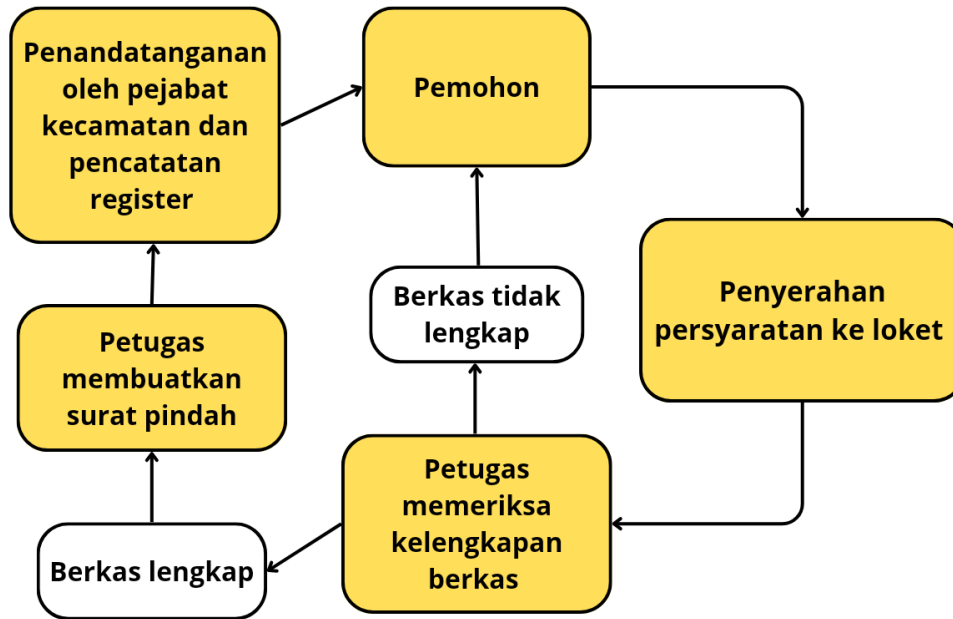 Penandatanganan
oleh pejabat
kecamatan dan
pencatatan
register
Pemohon
Penyerahan
persyaratan ke loket
Berkas tidak
lengkap
Petugas
membuatkan
surat pindah
Petugas
memeriksa
kelengkapan
berkas
Berkas lengkap